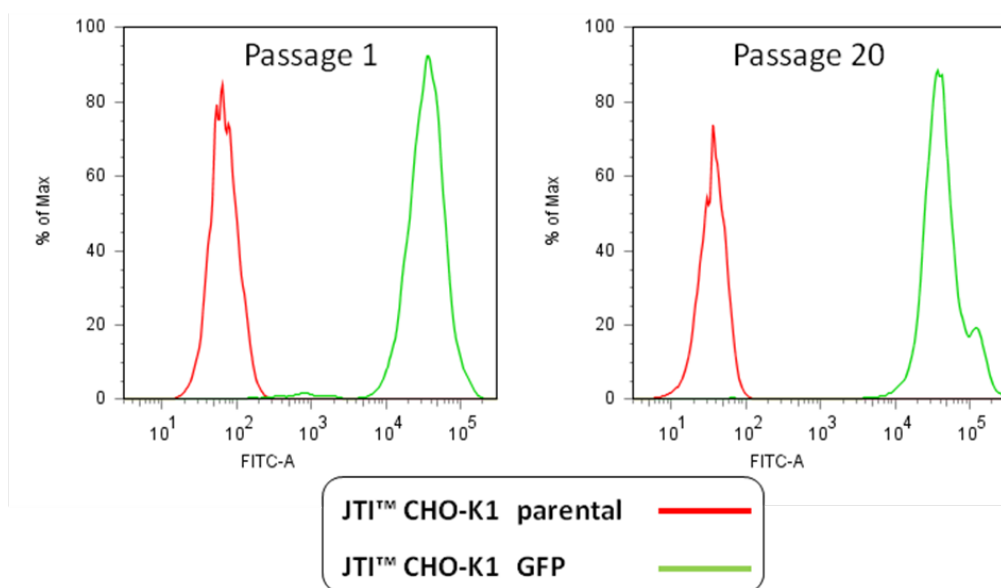 Passage 1
100
80
60
40
20
0
% of Max
10¹ 10² 10³ 10⁴ 10⁵
FITC-A
Passage 20
100
80
60
40
20
0
% of Max
10¹ 10² 10³ 10⁴ 10⁵
FITC-A
JTI™ CHO-K1 parental
JTI™ CHO-K1 GFP